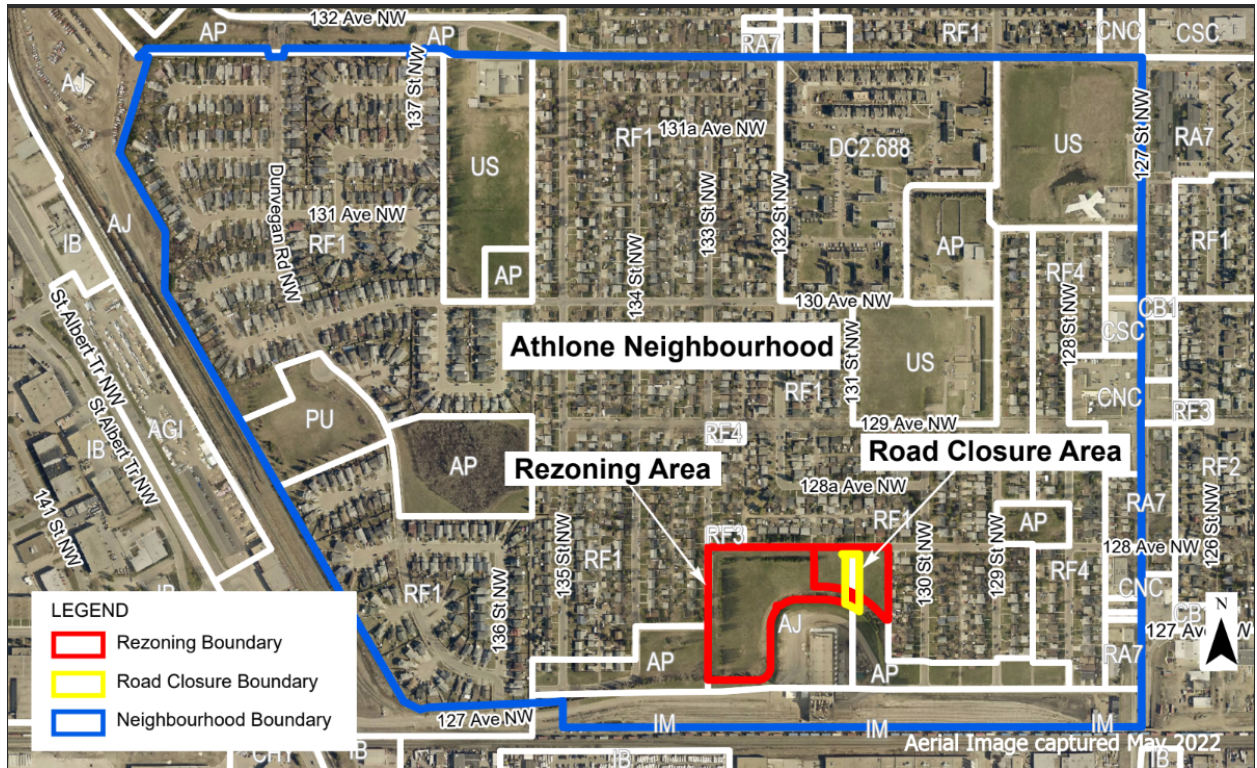 132 Ave NW
AP
AP
RA7
RF1
CNC
CSC
AJ
137 St NW
131a Ave NW
RF1
US
DC2.688
US
127 St NW
RA7
Dunvegan Rd NW
131 Ave NW
RF1
133 St NW
132 St NW
AJ
IB
AP
134 St NW
AP
RF4
RF1
130 Ave NW
128 St NW
CB1
CSC
St Albert Tr NW
St Albert Tr NW
Athlone Neighbourhood
131 St NW
US
RF1
CNC
PU
AGI
IB
RF4
129 Ave NW
RF3
AP
Rezoning Area
Road Closure Area
128a Ave NW
RF2
141 St NW
RF1
AP
RA7
126 St NW
RF3
135 St NW
RF1
130 St NW
129 St NW
128 Ave NW
RF4
CNC
RF1
136 St NW
AJ
AP
AP
RA7
127 Ave NW
IM
IM
IM
IB
IB
IB
LEGEND
Rezoning Boundary
Road Closure Boundary
Neighbourhood Boundary
N
Aerial Image captured May 2022